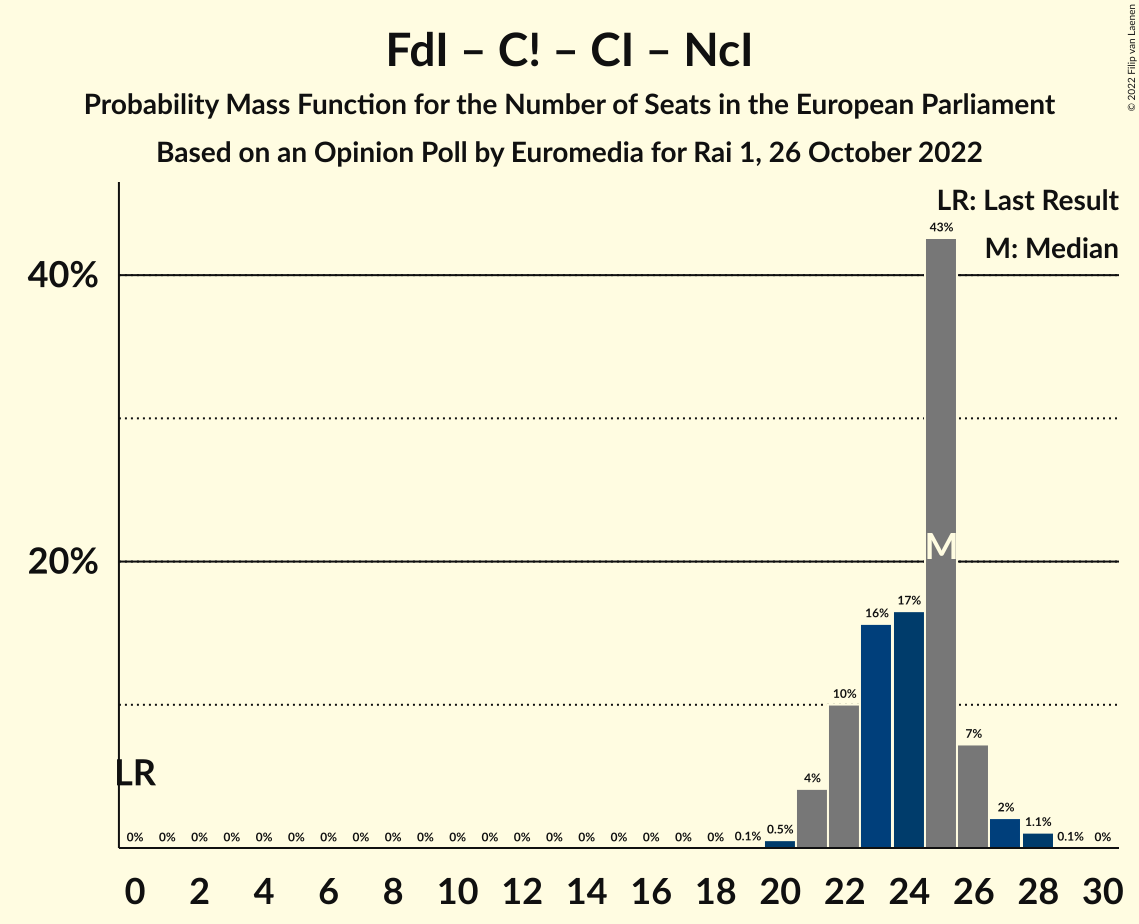 FdI – C! – CI – NcI
Probability Mass Function for the Number of Seats in the European Parliament
Based on an Opinion Poll by Euromedia for Rai 1, 26 October 2022
© 2022 Filip van Laenen
LR: Last Result
M: Median
43%
40%
M
20%
17%
16%
10%
7%
LR
4%
2%
0% 0% 0% 0% 0% 0% 0% 0% 0% 0% 0% 0% 0% 0% 0% 0% 0% 0% 0% 0.1% 0.5% 1.1% 0.1% 0%
0 2 4 6 8 10 12 14 16 18 20 22 24 26 28 30